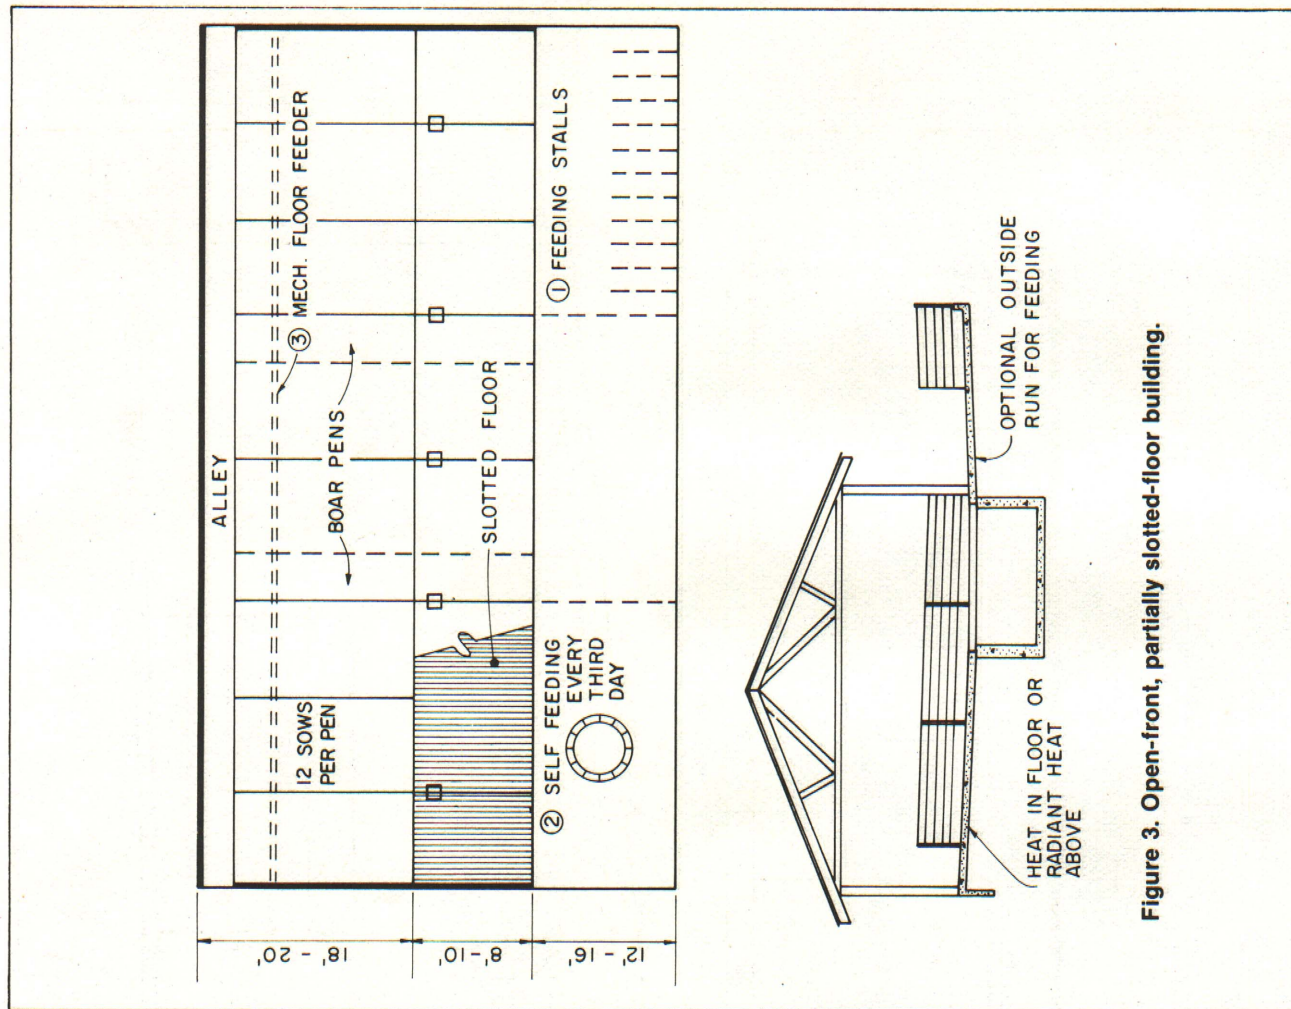 ALLEY
③ MECH. FLOOR FEEDER
BOAR PENS
12 SOWS
PER PEN
SLOTTED FLOOR
① FEEDING STALLS
② SELF FEEDING
EVERY
THIRD
DAY
18' - 20'
8'-10'
12' - 16'
OPTIONAL OUTSIDE
RUN FOR FEEDING
HEAT IN FLOOR OR
RADIANT HEAT
ABOVE
Figure 3. Open-front, partially slotted-floor building.